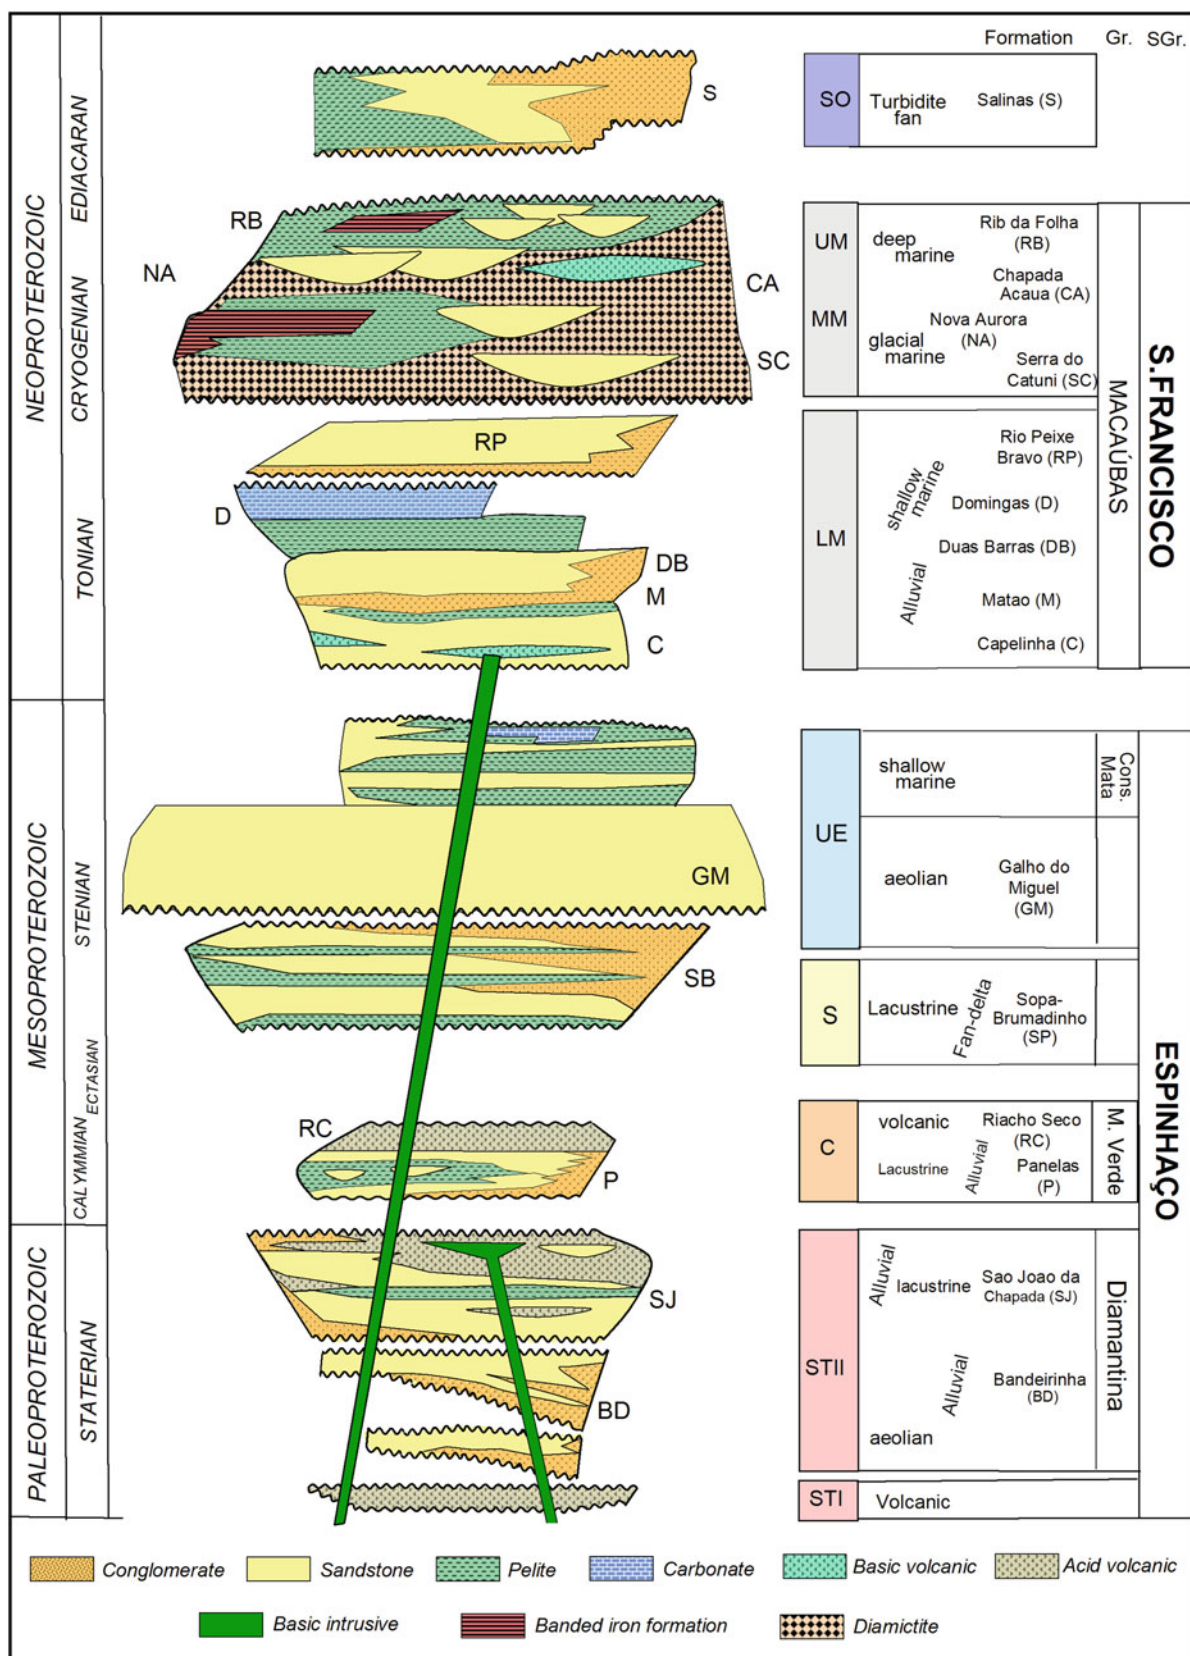 Formation Gr. SGr.
NEOPROTEROZOIC
EDIACARAN
CRYOGENIAN
TONIAN
MESOPROTEROZOIC
STENIAN
ECTASIAN
CALYMMIAN
PALEOPROTEROZOIC
STATERIAN
S
RB
NA
CA
SC
RP
D
DB
M
C
GM
SB
RC
P
SJ
BD
SO
Turbidite
fan
Salinas (S)
UM
MM
deep
marine
Rib da Folha
(RB)
Chapada
Acaua (CA)
Nova Aurora
(NA)
glacial
marine
Serra do
Catuni (SC)
LM
shallow
marine
Alluvial
Rio Peixe
Bravo (RP)
Domingas (D)
Duas Barras (DB)
Matao (M)
Capelinha (C)
MACAÚBAS
S.FRANCISCO
UE
shallow
marine
Cons.
Mata
aeolian
Galho do
Miguel
(GM)
S
Lacustrine
Fan-delta
Sopa-
Brumadinho
(SP)
C
volcanic
Riacho Seco
(RC)
Lacustrine
Alluvial
Panelas
(P)
M. Verde
STII
Alluvial
lacustrine
Sao Joao da
Chapada (SJ)
Alluvial
Bandeirinha
(BD)
aeolian
Diamantina
STI
Volcanic
ESPINHAÇO
Conglomerate Sandstone Pelite Carbonate Basic volcanic Acid volcanic
Basic intrusive Banded iron formation Diamictite